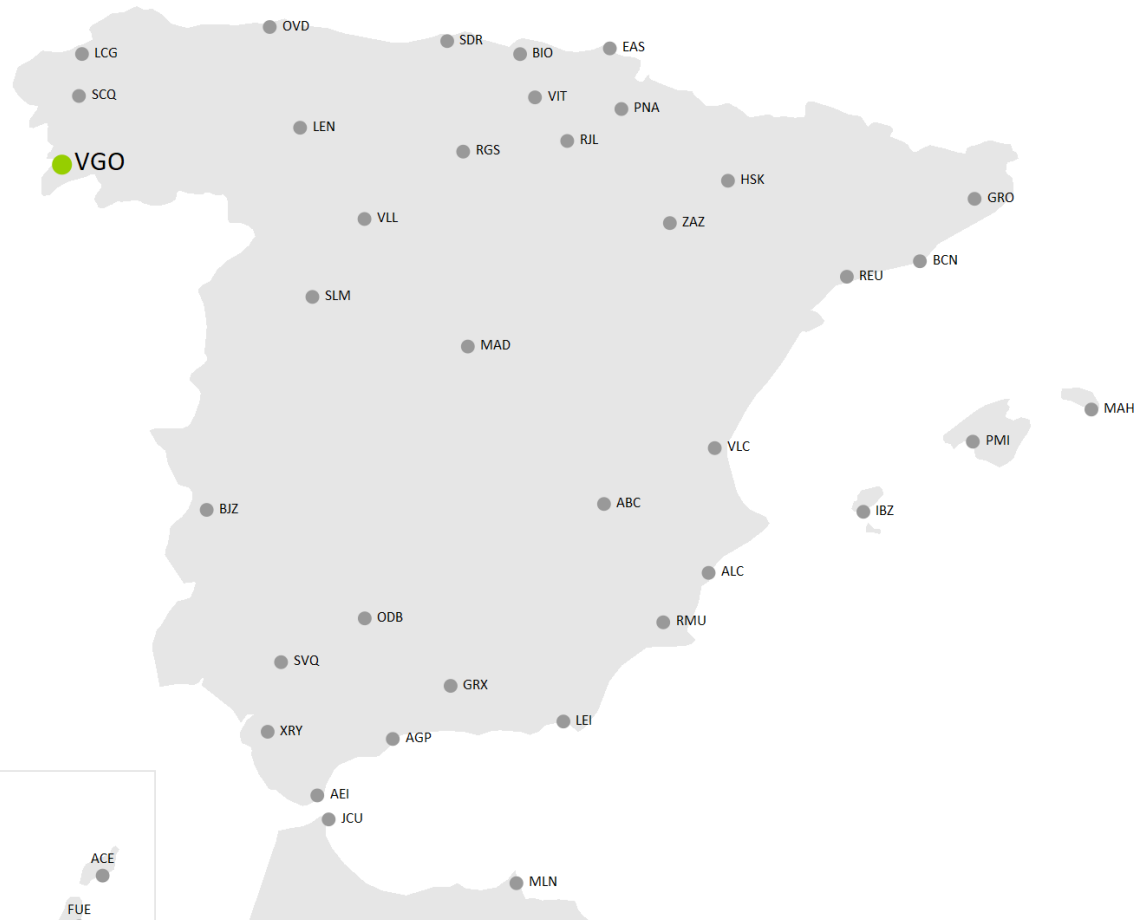 OVD
SDR
EAS
LCG
BIO
SCQ
VIT
PNA
LEN
RJL
RGS
VGO
HSK
GRO
VLL
ZAZ
BCN
REU
SLM
MAD
MAH
PMI
VLC
ABC
BJZ
IBZ
ALC
ODB
RMU
SVQ
GRX
LEI
XRY
AGP
AEI
JCU
ACE
MLN
FUE